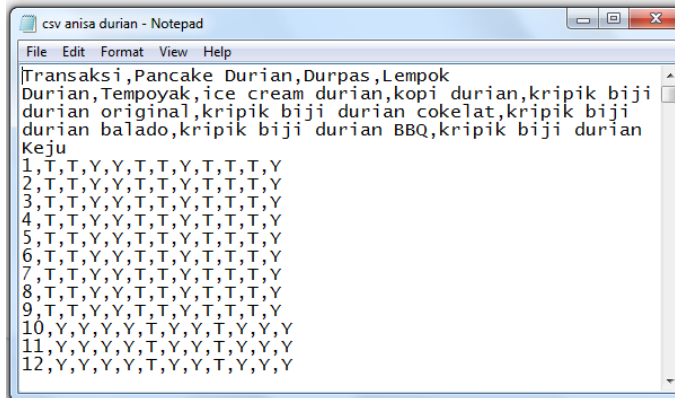 csv anisa durian - Notepad
File Edit Format View Help
Transaksi,Pancake Durian,Durpas,Lempok
Durian,Tempoyak,ice cream durian,kopi durian,kripik biji
durian original,kripik biji durian cokelat,kripik biji
durian balado,kripik biji durian BBQ,kripik biji durian
Keju
1,T,T,Y,Y,T,T,Y,T,T,T,Y
2,T,T,Y,Y,T,T,Y,T,T,T,Y
3,T,T,Y,Y,T,T,Y,T,T,T,Y
4,T,T,Y,Y,T,T,Y,T,T,T,Y
5,T,T,Y,Y,T,T,Y,T,T,T,Y
6,T,T,Y,Y,T,T,Y,T,T,T,Y
7,T,T,Y,Y,T,T,Y,T,T,T,Y
8,T,T,Y,Y,T,T,Y,T,T,T,Y
9,T,T,Y,Y,T,T,Y,T,T,T,Y
10,Y,Y,Y,Y,T,Y,Y,T,Y,Y,Y
11,Y,Y,Y,Y,T,Y,Y,T,Y,Y,Y
12,Y,Y,Y,Y,T,Y,Y,T,Y,Y,Y